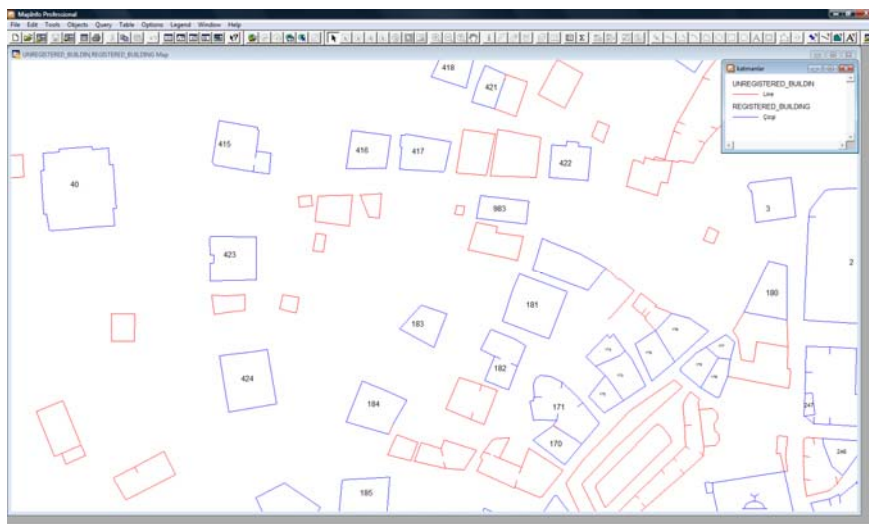 MapInfo Professional
File Edit Tools Objects Query Table Options Legend Window Help
UNREGISTERED_BUILDIN,REGISTERED_BUILDING Map
katmanlar
UNREGISTERED_BUILDIN
Line
REGISTERED_BUILDING
Çizgi
418
421
415
416
417
422
40
983
3
423
2
180
181
183
182
424
184
171
247
170
246
185